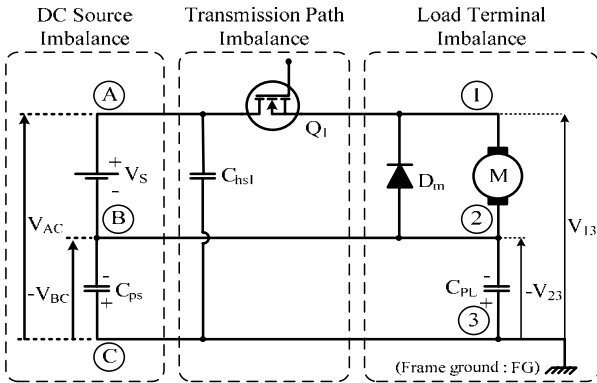 DC Source
Imbalance
Transmission Path
Imbalance
Load Terminal
Imbalance
A
1
Q1
+
VS
-
Chs1
Dm
M
VAC
B
2
V13
-VBC
-
Cps
+
CPL
-
+
-V23
C
3
(Frame ground : FG)